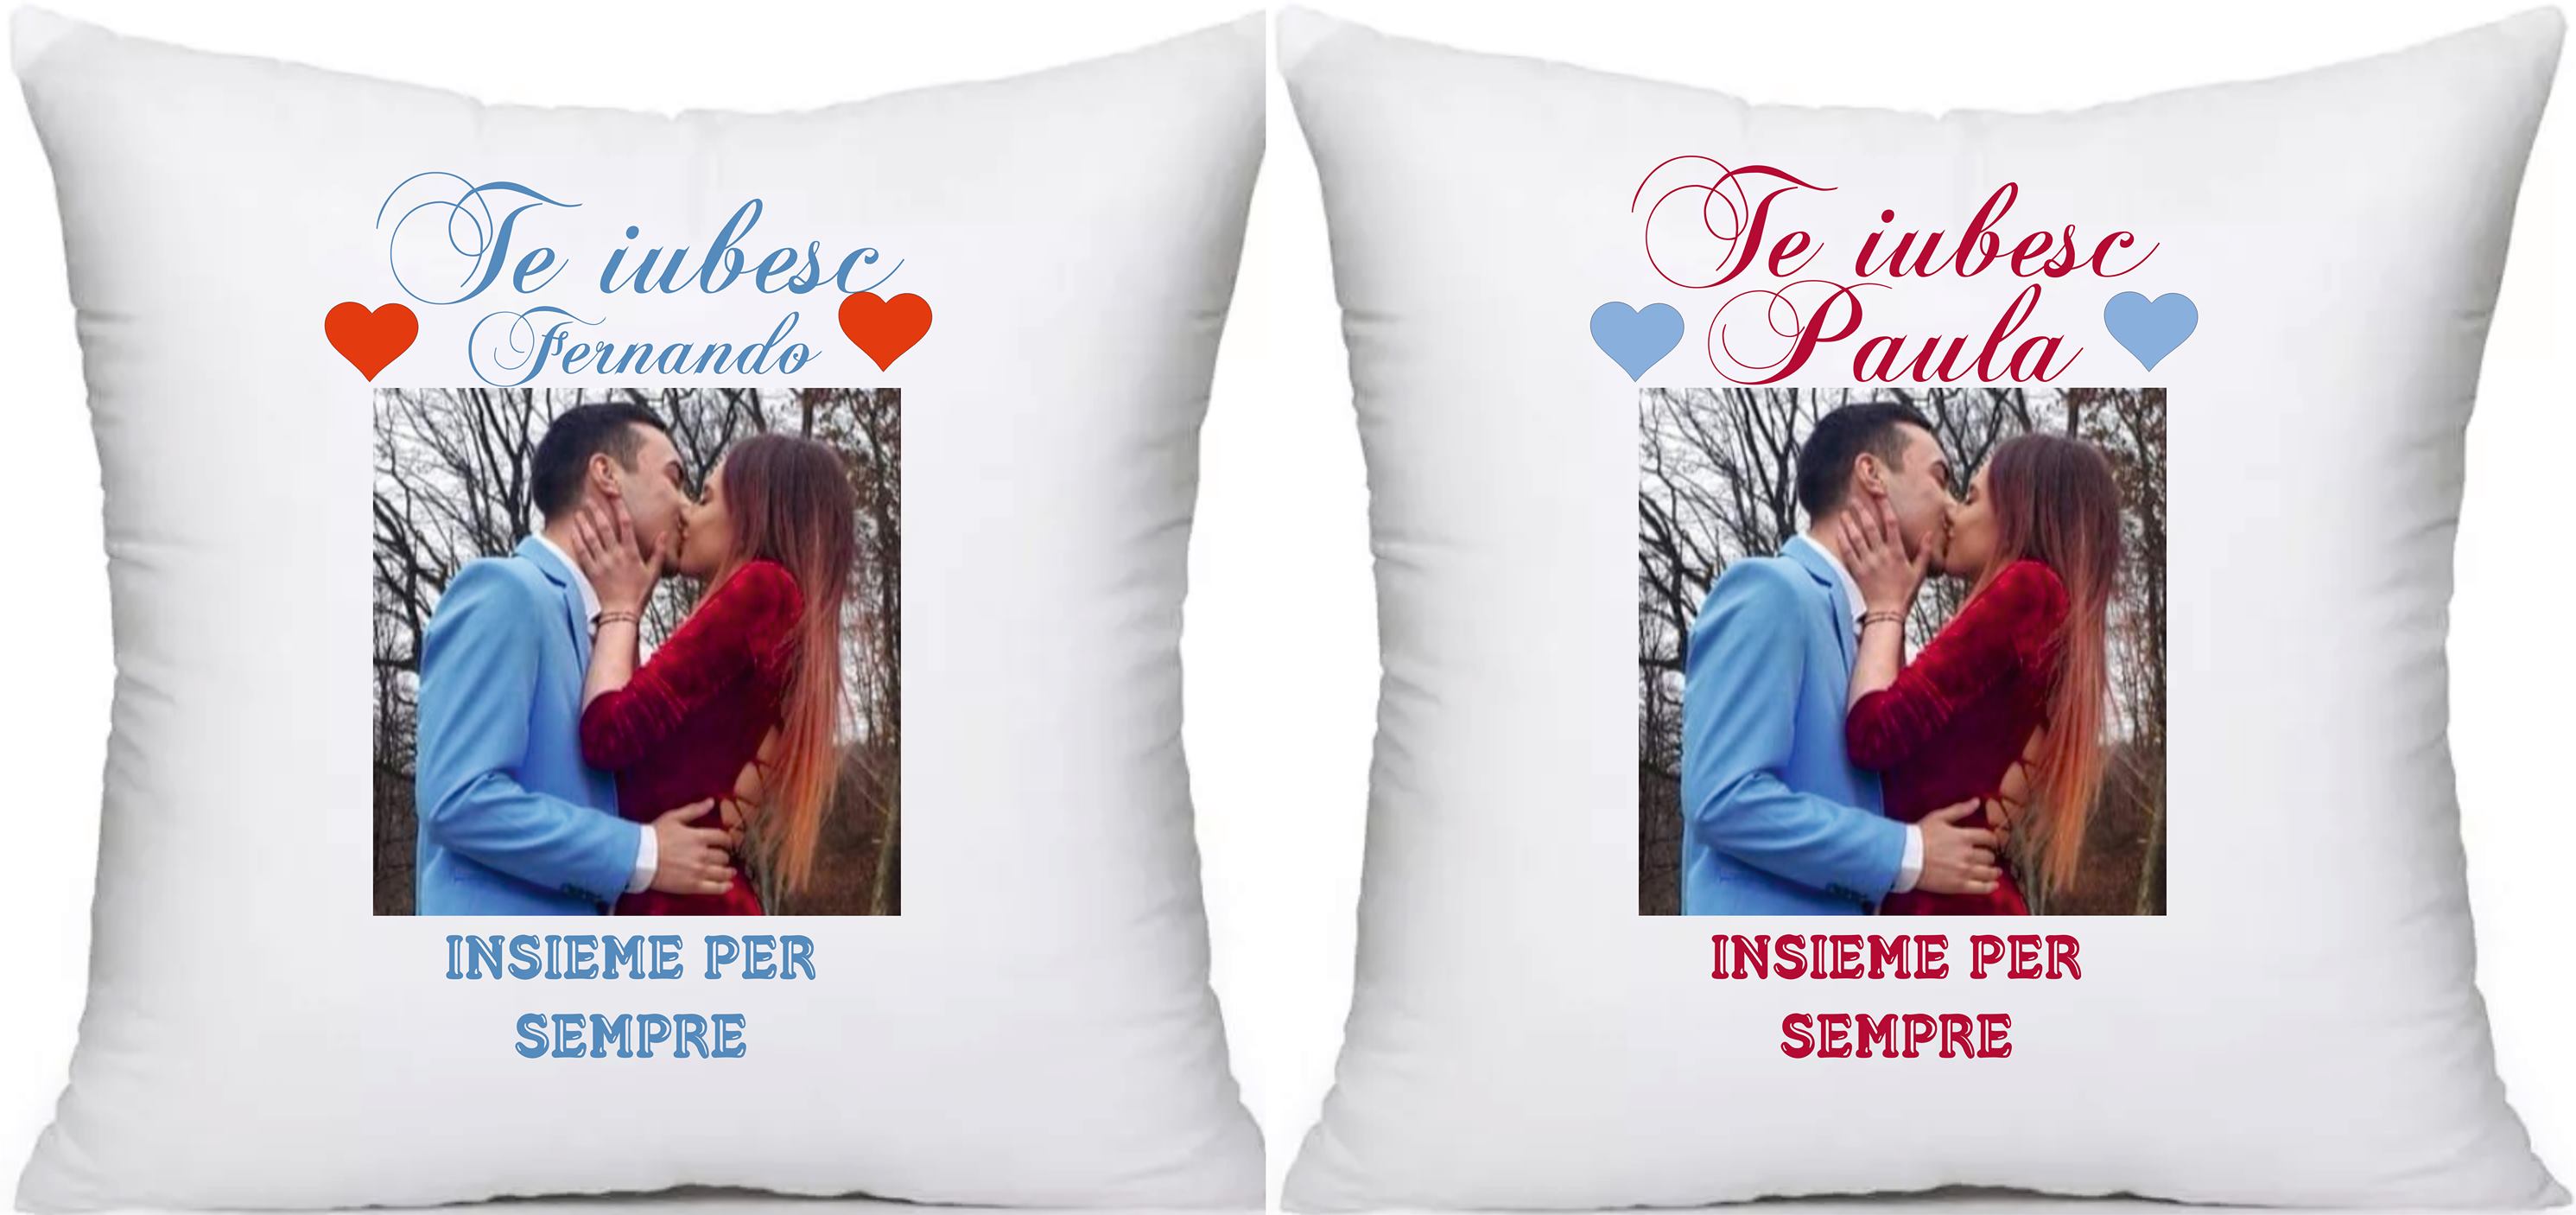 Te iubesc
Fernando
INSIEME PER
SEMPRE
Te iubesc
Paula
INSIEME PER
SEMPRE